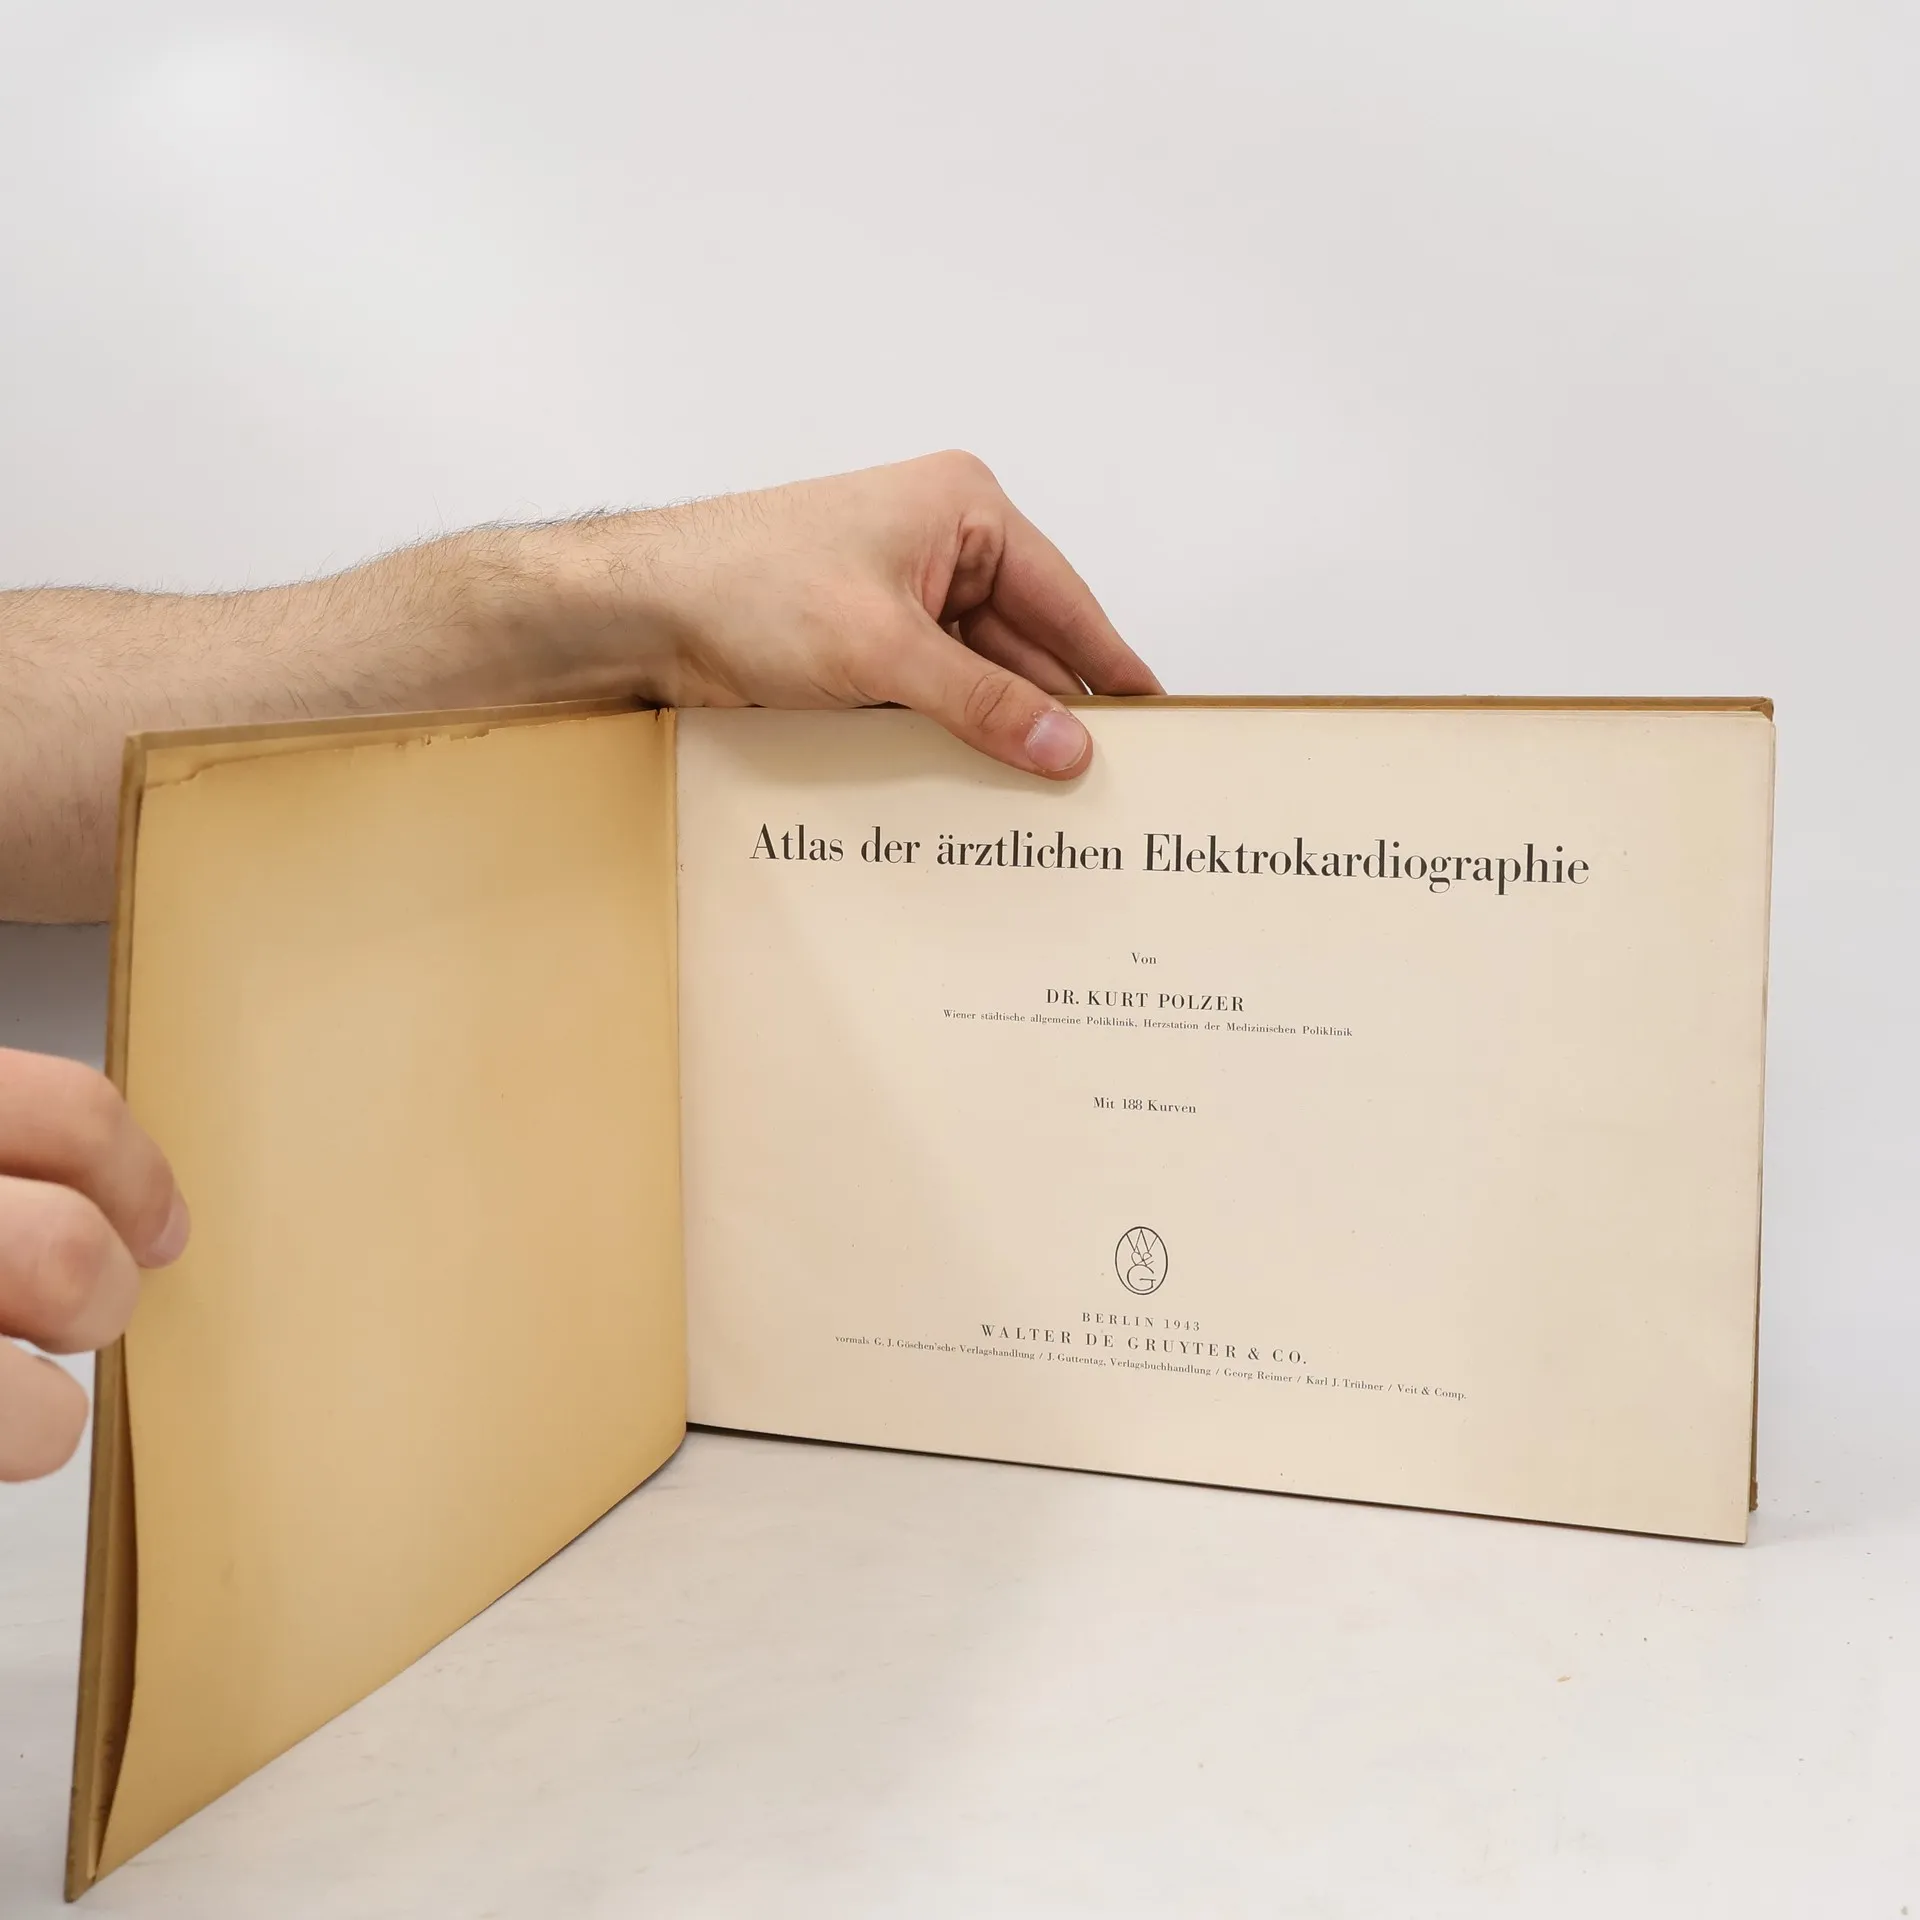 Atlas der ärztlichen Elektrokardiographie
Von
DR. KURT POLZER
Wiener städtische allgemeine Poliklinik, Herzstation der Medizinischen Poliklinik
Mit 188 Kurven
W de G
BERLIN 1943
WALTER DE GRUYTER & CO.
vormals G. J. Göschen'sche Verlagshandlung / J. Guttentag, Verlagsbuchhandlung / Georg Reimer / Karl J. Trübner / Veit & Comp.